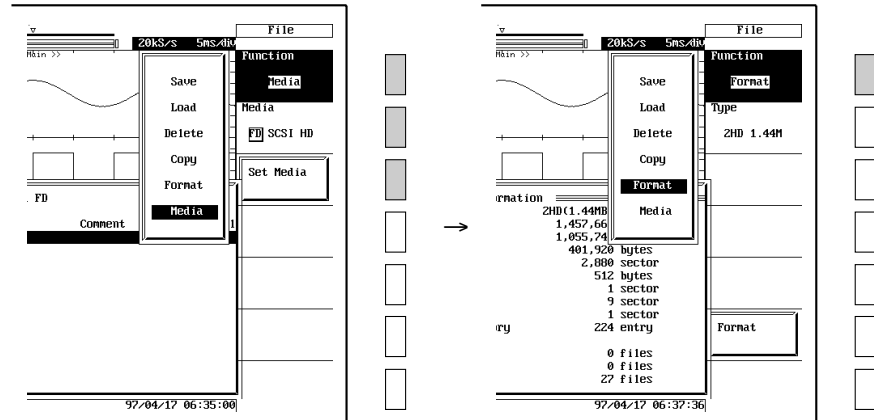 File
20kS/s 5ms/div
Main >>
Function
Media
Save
Load
Delete
Copy
Format
Media
Media
FD SCSI HD
Set Media
FD
Comment
97/04/17 06:35:00
→
File
20kS/s 5ms/div
Main >>
Function
Format
Save
Load
Delete
Copy
Format
Media
Type
2HD 1.44M
rmation
2HD(1.44MB
1,457,66
1,055,74
401,920 bytes
2,880 sector
512 bytes
1 sector
9 sector
1 sector
ry 224 entry
0 files
0 files
27 files
Format
97/04/17 06:37:36